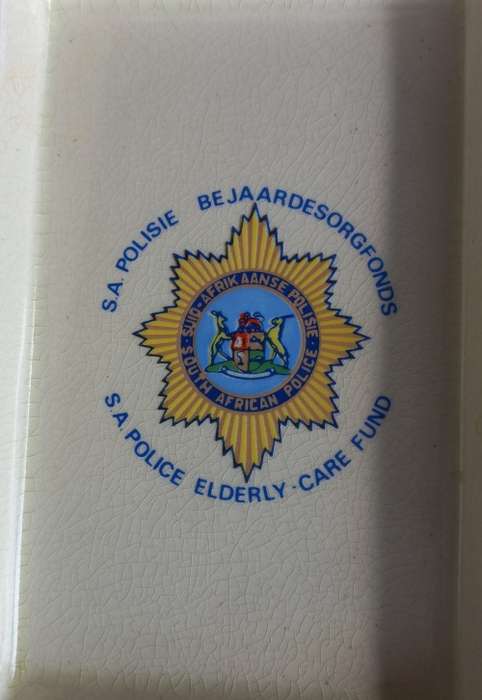 S.A. POLISIE BEJAARDESORGFONDS
SUID-AFRIKAANSE POLISIE
SOUTH AFRICAN POLICE
S.A. POLICE ELDERLY-CARE FUND